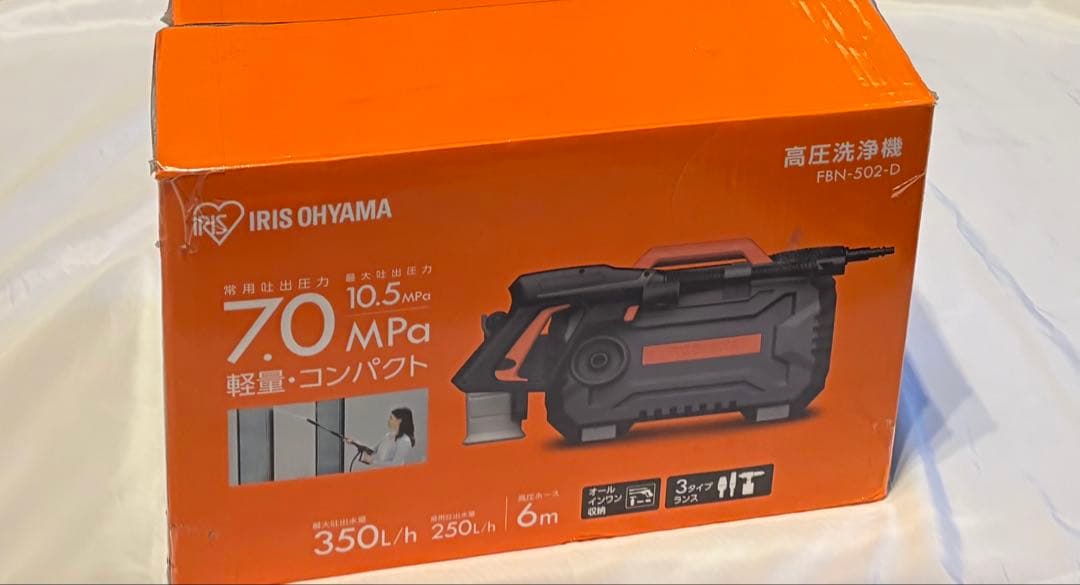 高圧洗浄機
FBN-502-D
IRIS
IRIS OHYAMA
常用吐出圧力
7.0 MPa
最大吐出圧力
10.5MPa
軽量・コンパクト
最大吐出水量
350L/h
常用吐出水量
250L/h
高圧ホース
6m
オール
インワン
収納
3タイプ
ランス